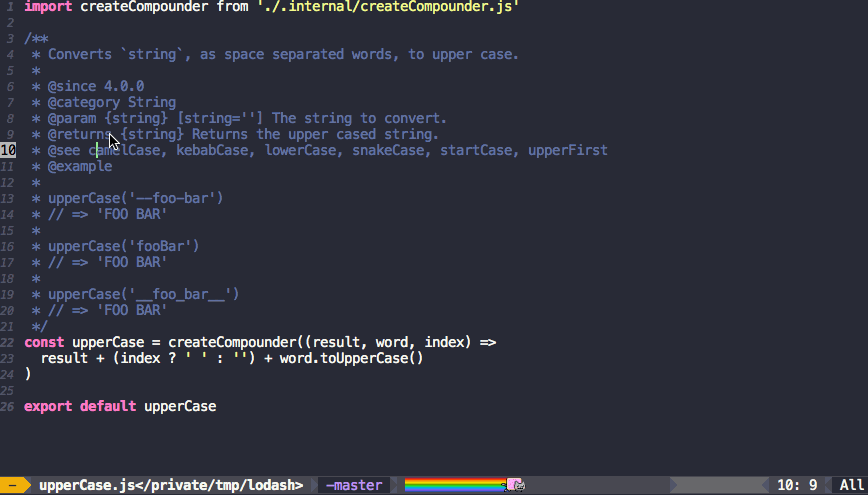 1 import createCompounder from './.internal/createCompounder.js'
2
3 /**
4  * Converts `string`, as space separated words, to upper case.
5  *
6  * @since 4.0.0
7  * @category String
8  * @param {string} [string=''] The string to convert.
9  * @returns {string} Returns the upper cased string.
10  * @see camelCase, kebabCase, lowerCase, snakeCase, startCase, upperFirst
11  * @example
12  *
13  * upperCase('--foo-bar')
14  * // => 'FOO BAR'
15  *
16  * upperCase('fooBar')
17  * // => 'FOO BAR'
18  *
19  * upperCase('__foo_bar__')
20  * // => 'FOO BAR'
21  */
22 const upperCase = createCompounder((result, word, index) =>
23   result + (index ? ' ' : '') + word.toUpperCase()
24 )
25
26 export default upperCase
− upperCase.js</private/tmp/lodash> −master 10: 9 All